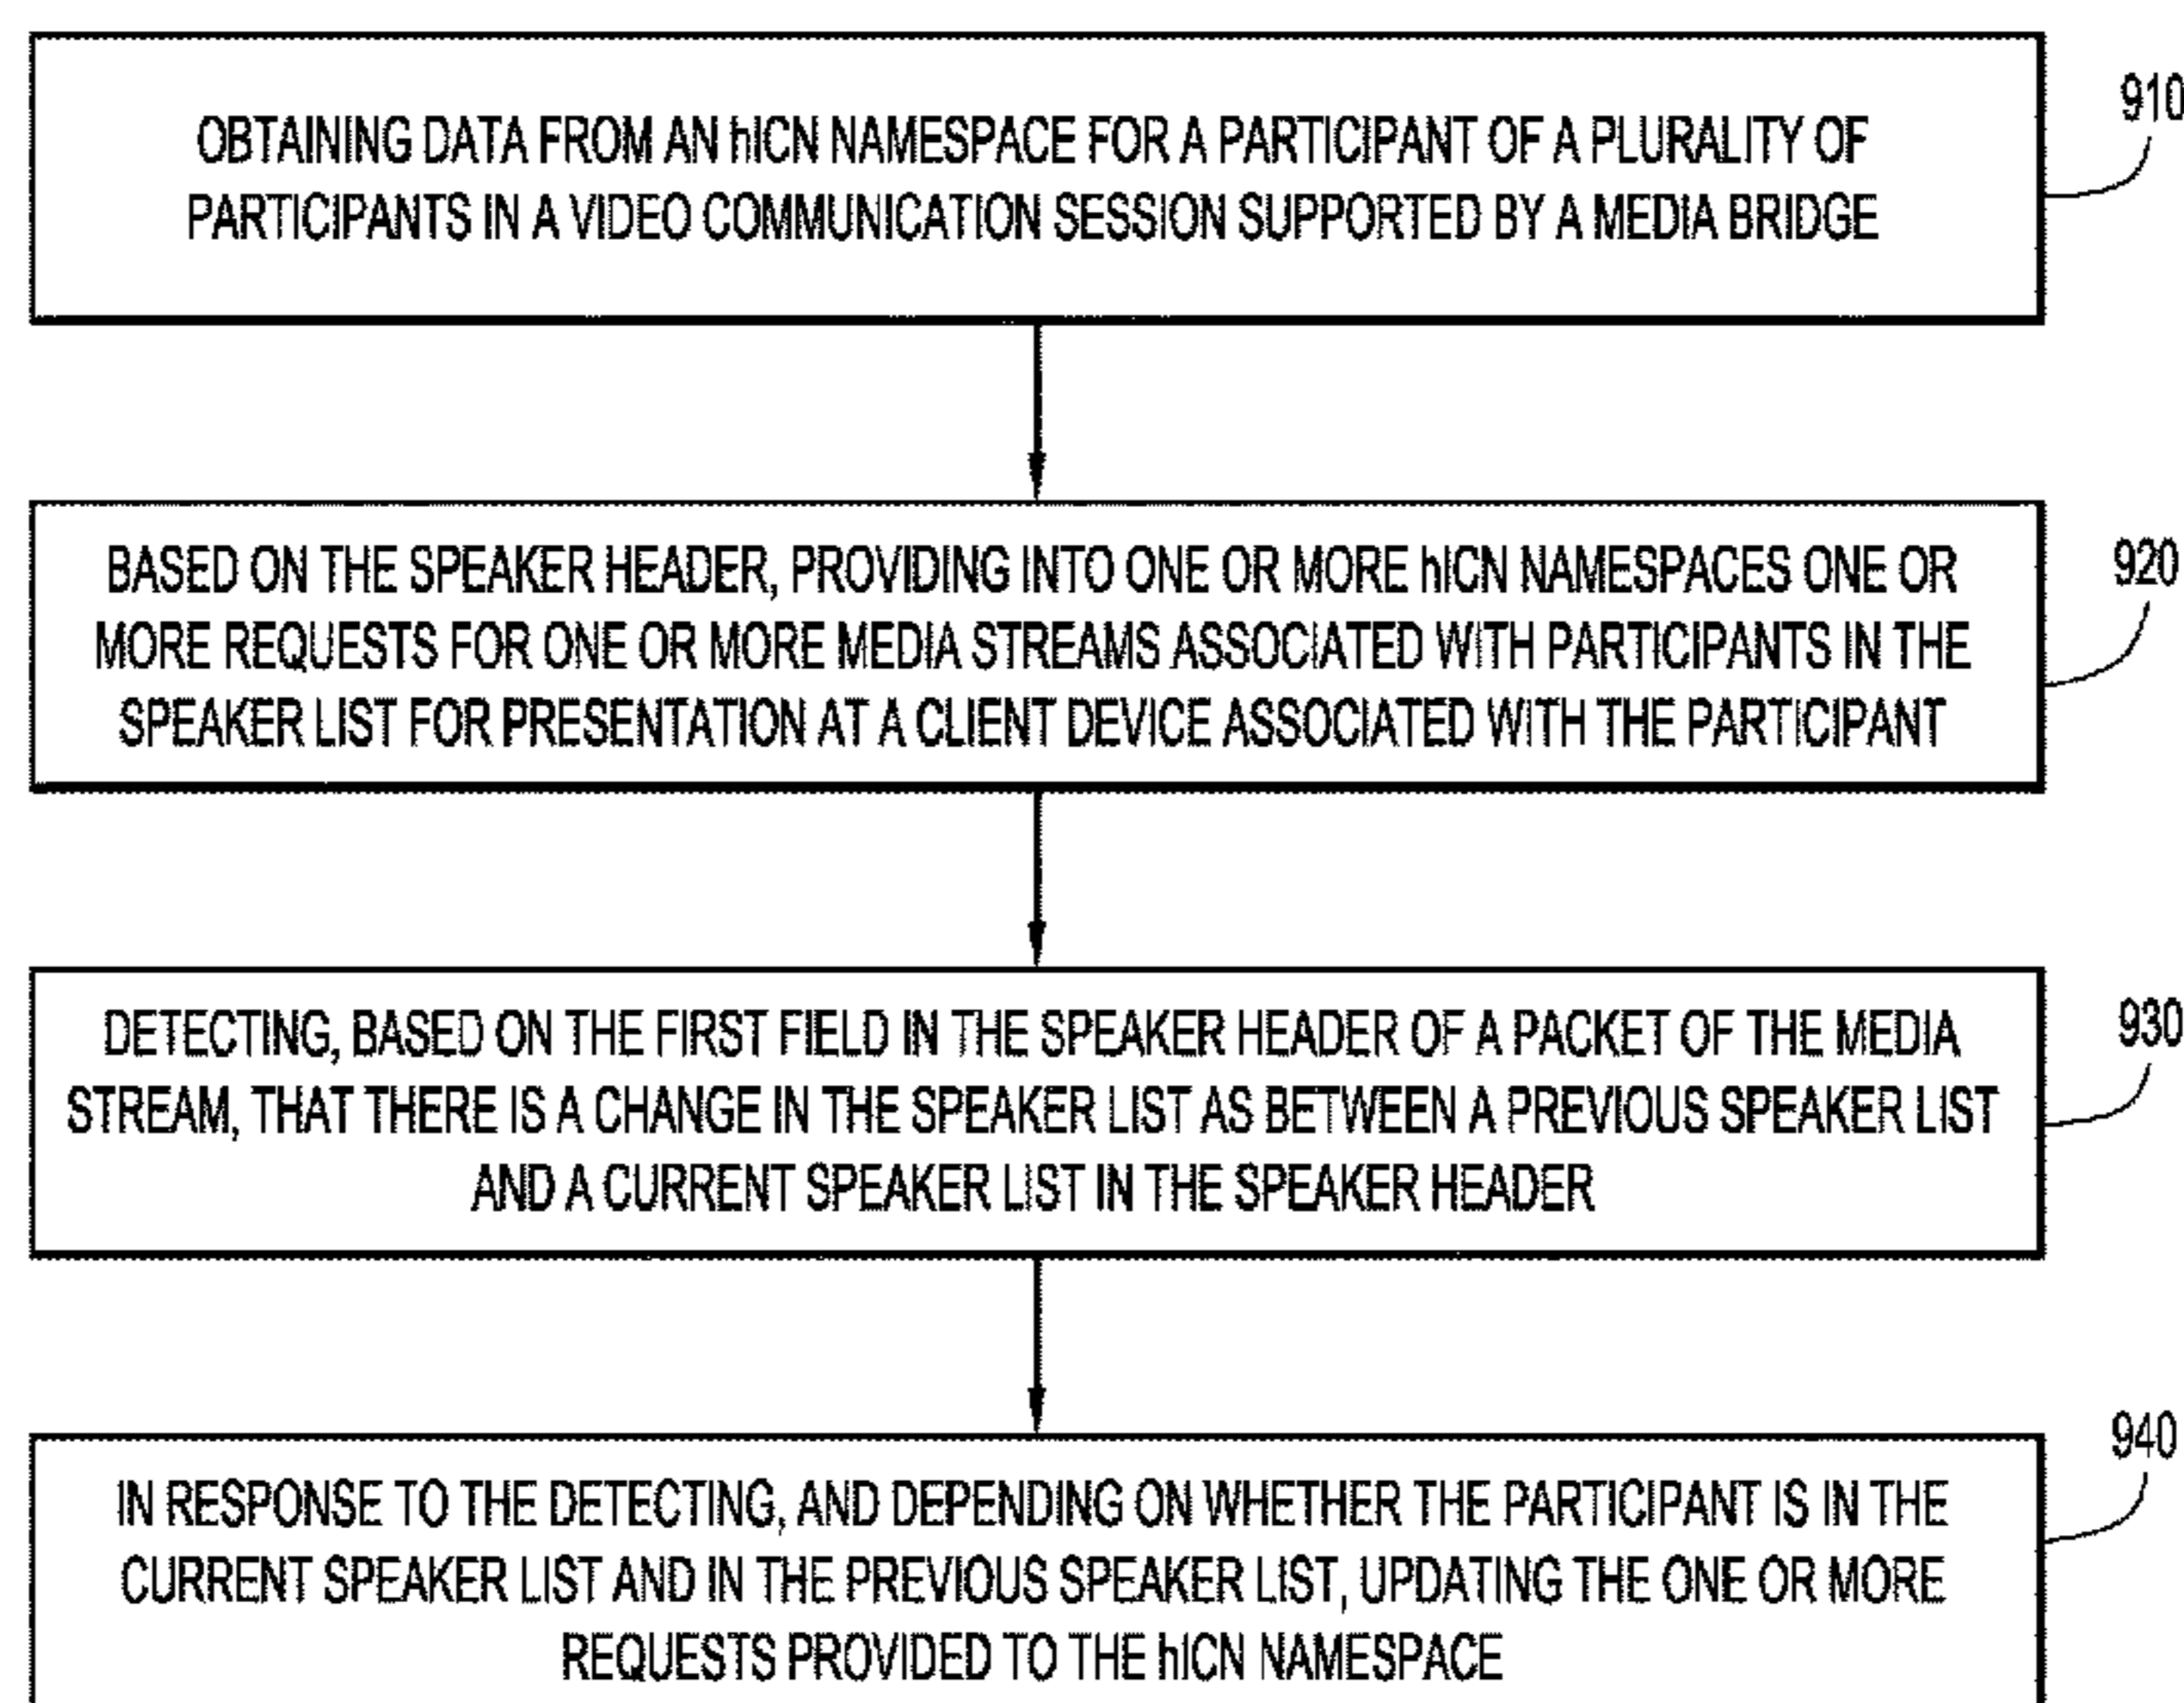 OBTAINING DATA FROM AN hICN NAMESPACE FOR A PARTICIPANT OF A PLURALITY OF
PARTICIPANTS IN A VIDEO COMMUNICATION SESSION SUPPORTED BY A MEDIA BRIDGE
910
BASED ON THE SPEAKER HEADER, PROVIDING INTO ONE OR MORE hICN NAMESPACES ONE OR
MORE REQUESTS FOR ONE OR MORE MEDIA STREAMS ASSOCIATED WITH PARTICIPANTS IN THE
SPEAKER LIST FOR PRESENTATION AT A CLIENT DEVICE ASSOCIATED WITH THE PARTICIPANT
920
DETECTING, BASED ON THE FIRST FIELD IN THE SPEAKER HEADER OF A PACKET OF THE MEDIA
STREAM, THAT THERE IS A CHANGE IN THE SPEAKER LIST AS BETWEEN A PREVIOUS SPEAKER LIST
AND A CURRENT SPEAKER LIST IN THE SPEAKER HEADER
930
IN RESPONSE TO THE DETECTING, AND DEPENDING ON WHETHER THE PARTICIPANT IS IN THE
CURRENT SPEAKER LIST AND IN THE PREVIOUS SPEAKER LIST, UPDATING THE ONE OR MORE
REQUESTS PROVIDED TO THE hICN NAMESPACE
940